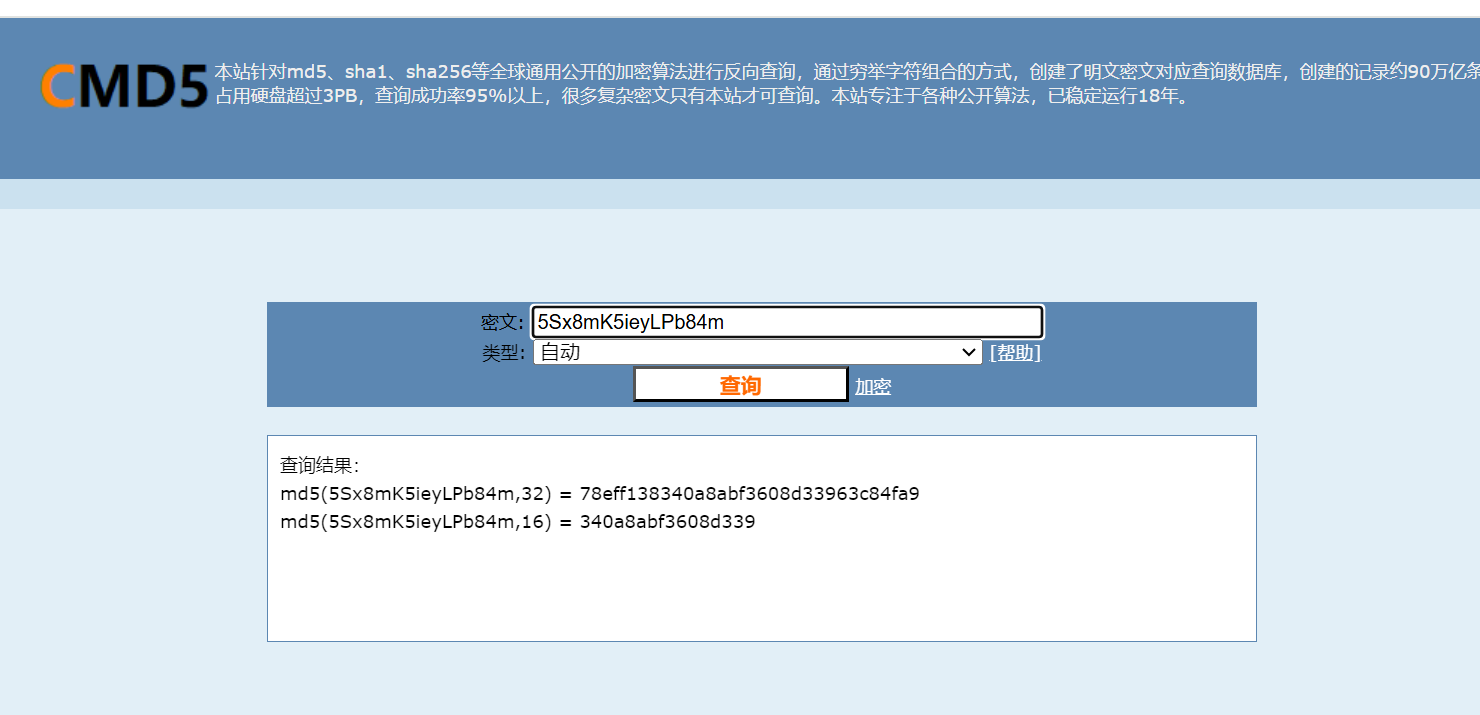 CMD5
本站针对md5、sha1、sha256等全球通用公开的加密算法进行反向查询，通过穷举字符组合的方式，创建了明文密文对应查询数据库，创建的记录约90万亿条
占用硬盘超过3PB，查询成功率95%以上，很多复杂密文只有本站才可查询。本站专注于各种公开算法，已稳定运行18年。
密文: 5Sx8mK5ieyLPb84m
类型: 自动 [帮助]
查询 加密
查询结果：
md5(5Sx8mK5ieyLPb84m,32) = 78eff138340a8abf3608d33963c84fa9
md5(5Sx8mK5ieyLPb84m,16) = 340a8abf3608d339